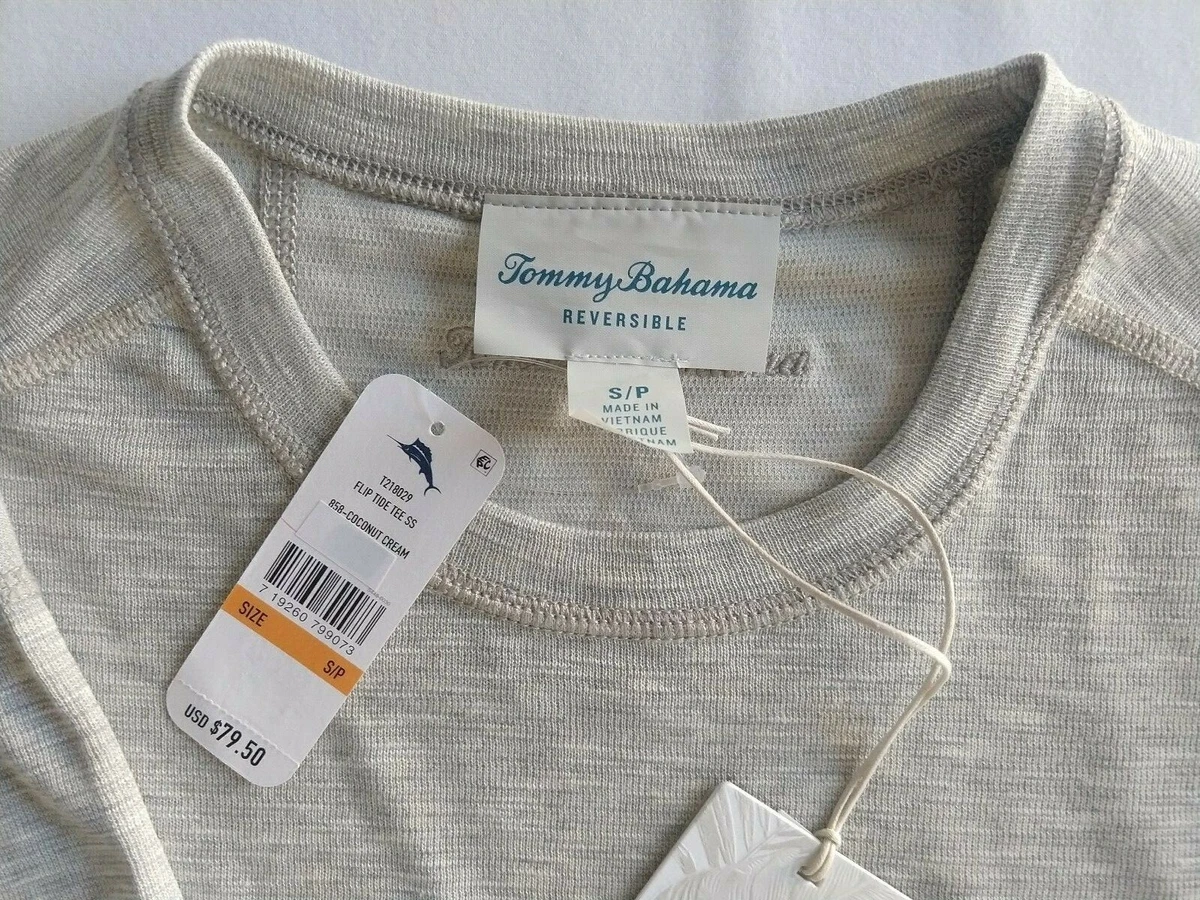 Tommy Bahama
REVERSIBLE
S/P
MADE IN
VIETNAM
T218029
FLIP TIDE TEE SS
858-COCONUT CREAM
7 19260 799073
SIZE
S/P
USD $79.50